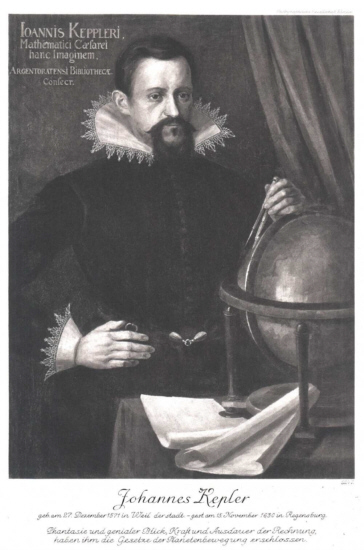 IOANNIS KEPPLERI,
Mathematici Cæsarei
hanc Imaginem,
ARGENTORATENSI BIBLIOTHECÆ
Consecr.
Johannes Kepler
geb am 27. Dezember 1571 in Weil der stadt - gest am 15 November 1630 in Regensburg.
Phantasie und genialer Blick, Kraft und Ausdauer der Rechnung,
haben ihm die Gesetze der Planetenbewegung erschlossen.